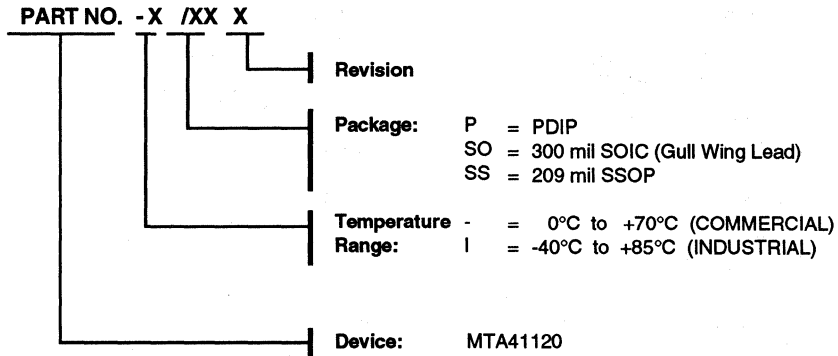 PART NO. -X /XX X
Revision
Package: P = PDIP
SO = 300 mil SOIC (Gull Wing Lead)
SS = 209 mil SSOP
Temperature - = 0°C to +70°C (COMMERCIAL)
Range: I = -40°C to +85°C (INDUSTRIAL)
Device: MTA41120